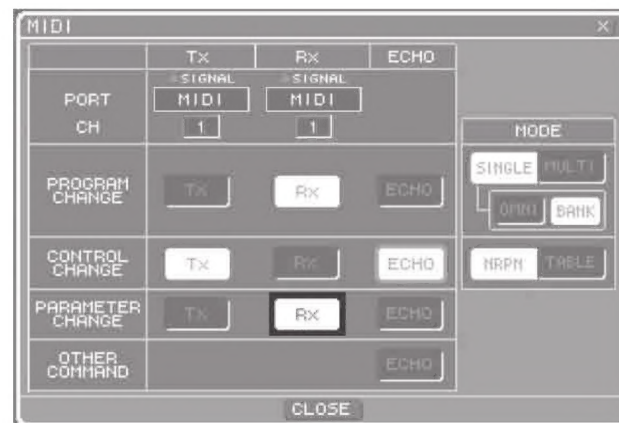 MIDI ×
Tx Rx ECHO
SIGNAL SIGNAL
PORT MIDI MIDI
CH 1 1
MODE
SINGLE MULTI
PROGRAM CHANGE TX Rx ECHO
OMNI BANK
CONTROL CHANGE Tx Rx ECHO
NRPN TABLE
PARAMETER CHANGE TX Rx ECHO
OTHER COMMAND ECHO
CLOSE